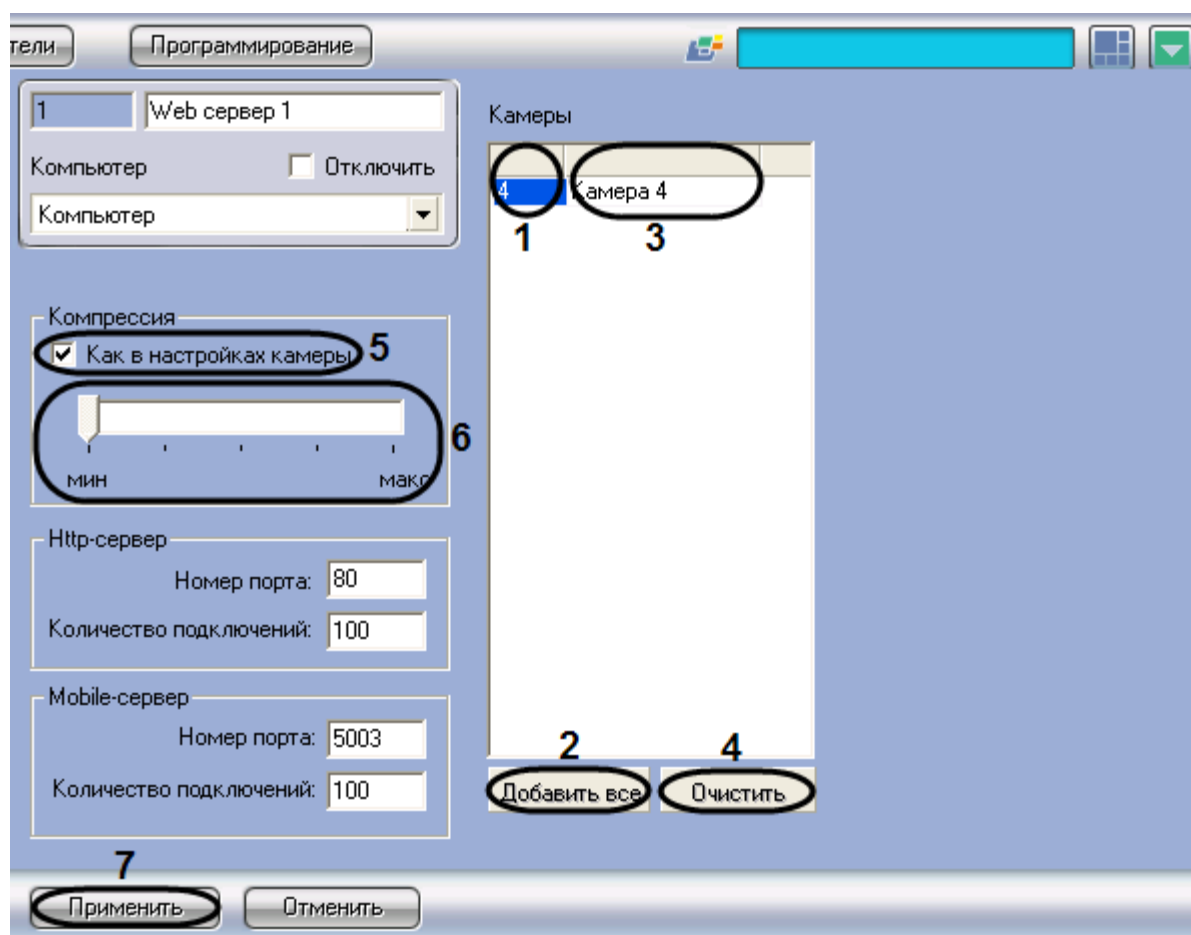 тели Программирование
1 Web сервер 1
Компьютер Отключить
Компьютер
Камеры
4 Камера 4
1 3
Компрессия
Как в настройках камеры 5
6
мин макс
Http-сервер
Номер порта: 80
Количество подключений: 100
Mobile-сервер
Номер порта: 5003
Количество подключений: 100
2 4
Добавить все Очистить
7
Применить Отменить